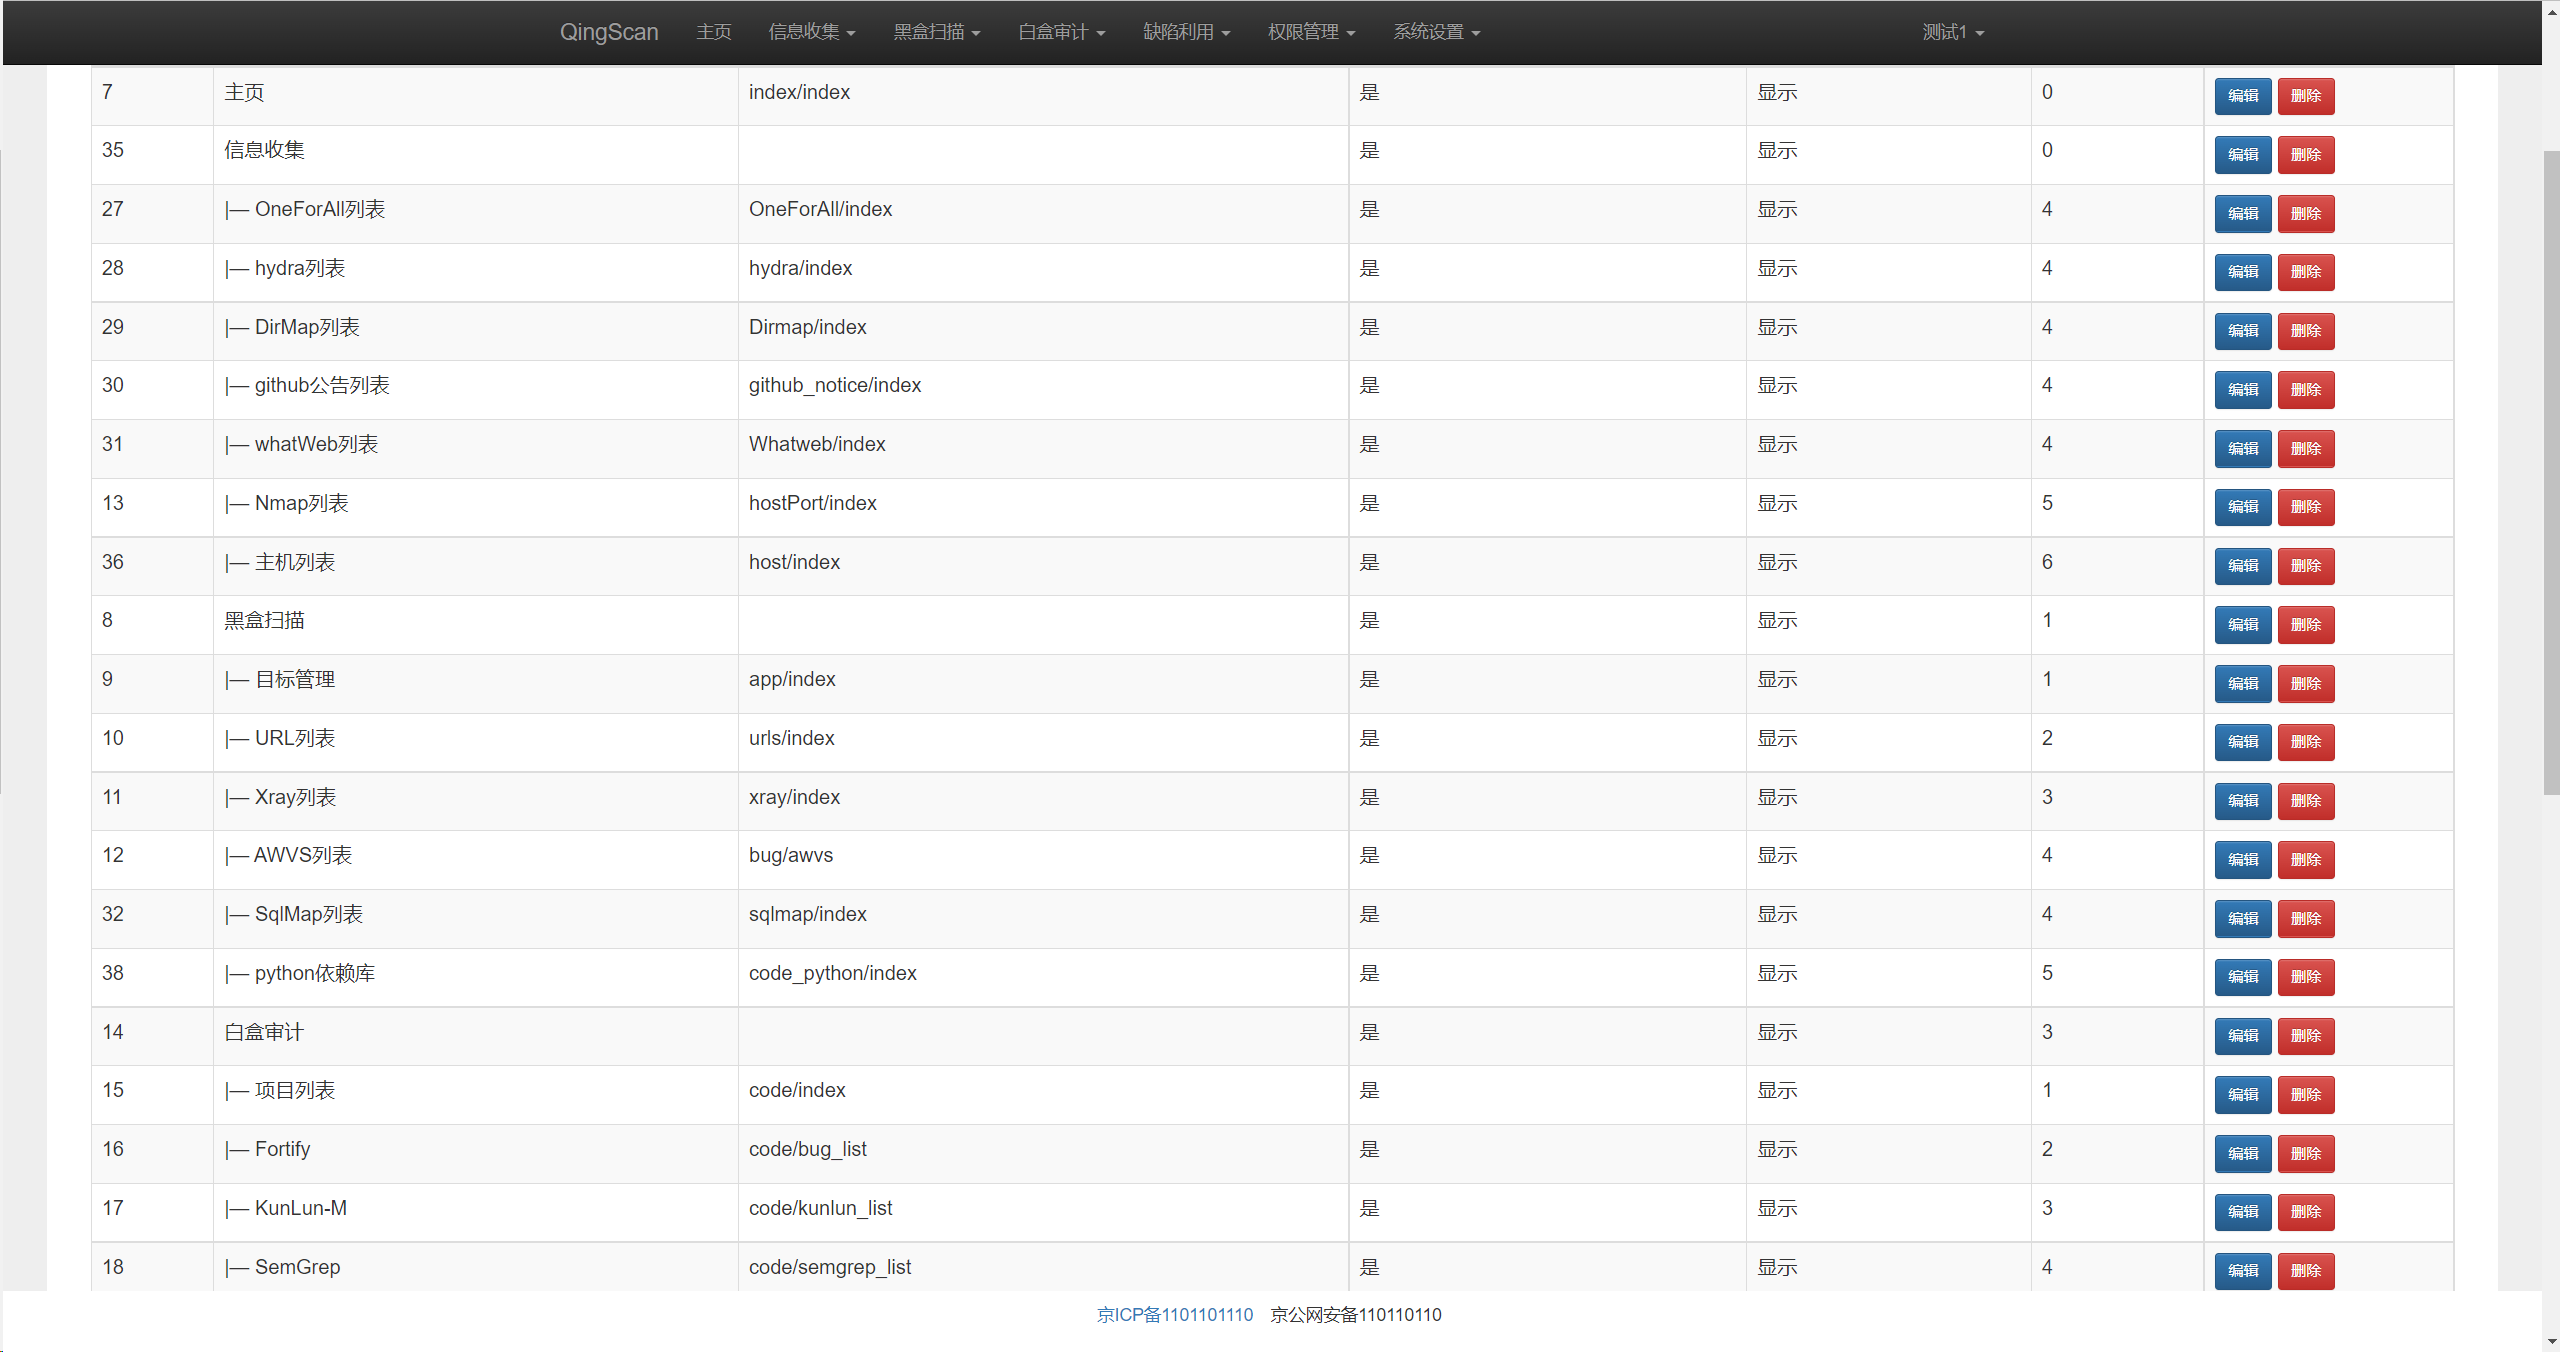 QingScan 主页 信息收集 黑盒扫描 白盒审计 缺陷利用 权限管理 系统设置 测试1
7 主页 index/index 是 显示 0 编辑 删除
35 信息收集 是 显示 0 编辑 删除
27 |— OneForAll列表 OneForAll/index 是 显示 4 编辑 删除
28 |— hydra列表 hydra/index 是 显示 4 编辑 删除
29 |— DirMap列表 Dirmap/index 是 显示 4 编辑 删除
30 |— github公告列表 github_notice/index 是 显示 4 编辑 删除
31 |— whatWeb列表 Whatweb/index 是 显示 4 编辑 删除
13 |— Nmap列表 hostPort/index 是 显示 5 编辑 删除
36 |— 主机列表 host/index 是 显示 6 编辑 删除
8 黑盒扫描 是 显示 1 编辑 删除
9 |— 目标管理 app/index 是 显示 1 编辑 删除
10 |— URL列表 urls/index 是 显示 2 编辑 删除
11 |— Xray列表 xray/index 是 显示 3 编辑 删除
12 |— AWVS列表 bug/awvs 是 显示 4 编辑 删除
32 |— SqlMap列表 sqlmap/index 是 显示 4 编辑 删除
38 |— python依赖库 code_python/index 是 显示 5 编辑 删除
14 白盒审计 是 显示 3 编辑 删除
15 |— 项目列表 code/index 是 显示 1 编辑 删除
16 |— Fortify code/bug_list 是 显示 2 编辑 删除
17 |— KunLun-M code/kunlun_list 是 显示 3 编辑 删除
18 |— SemGrep code/semgrep_list 是 显示 4 编辑 删除
京ICP备1101101110 京公网安备110110110